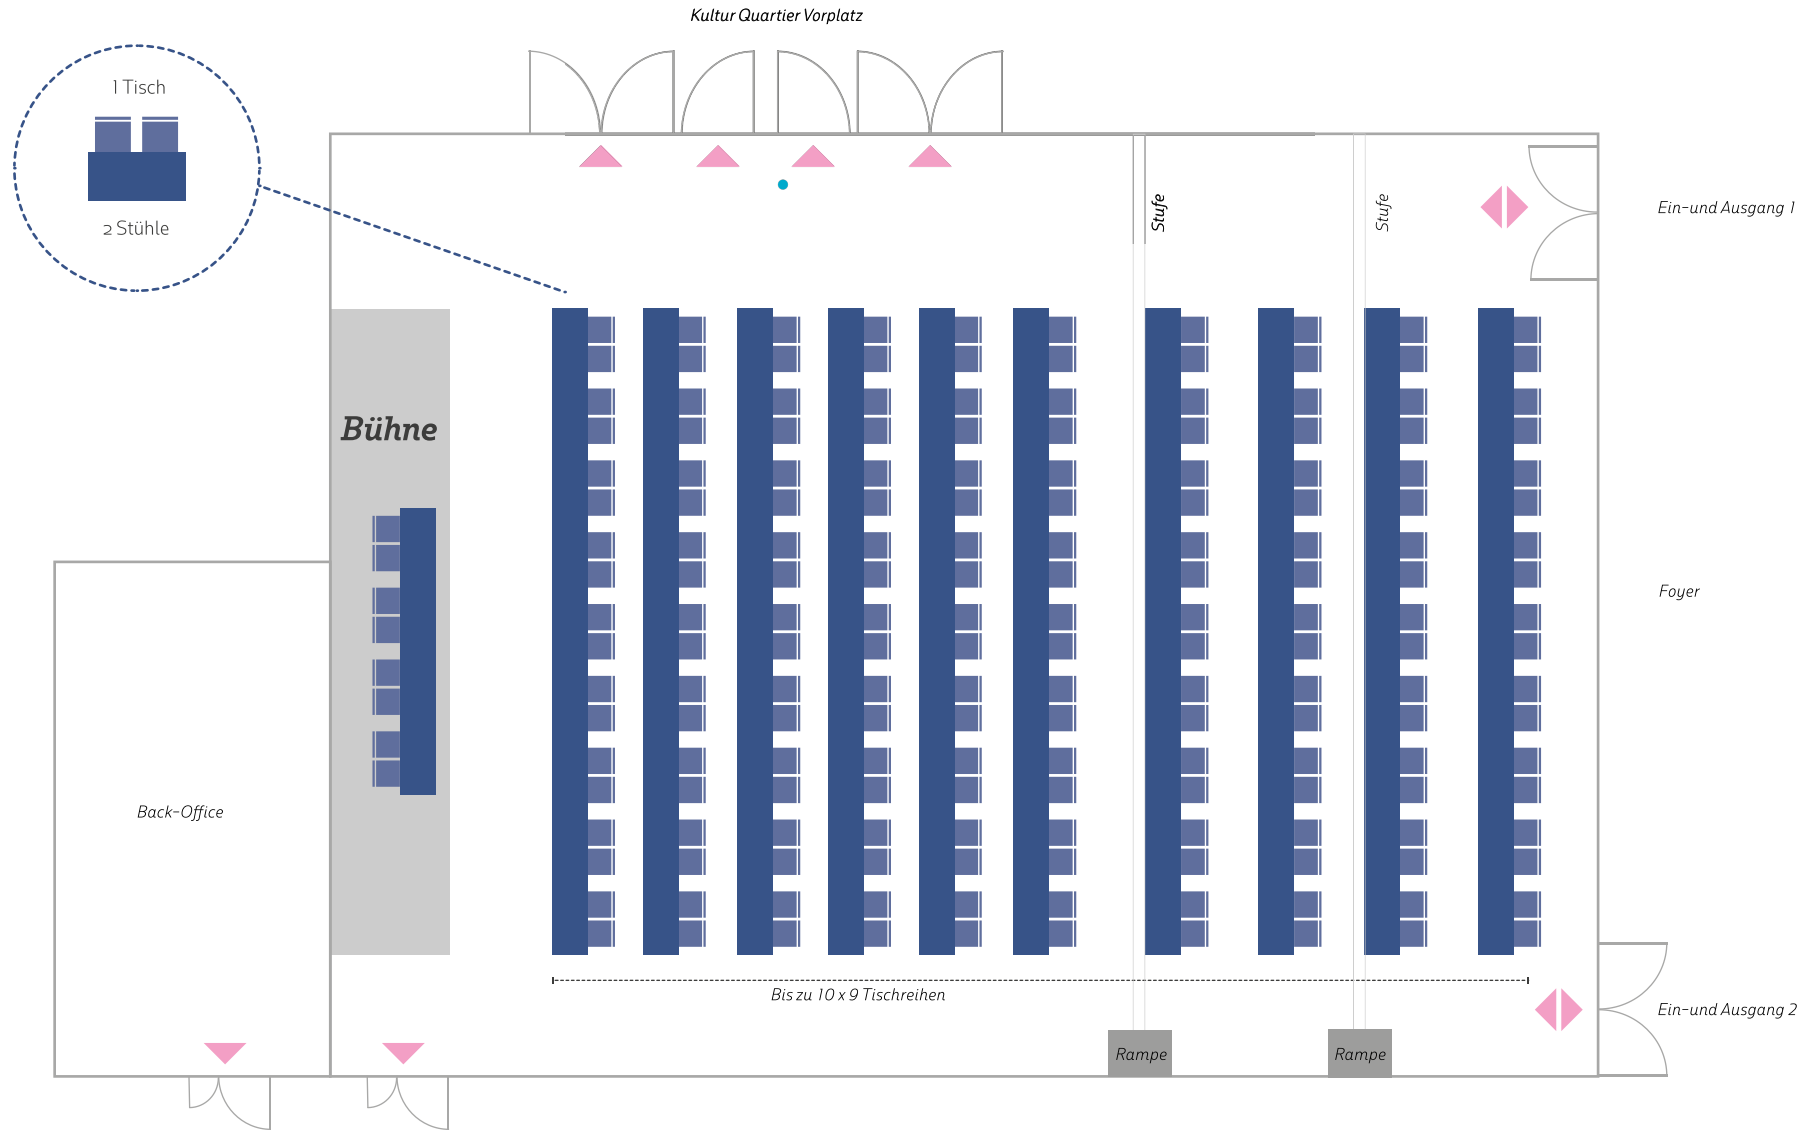 Kultur Quartier Vorplatz
1 Tisch
2 Stühle
Stufe
Stufe
Ein-und Ausgang 1
Bühne
Foyer
Back-Office
Bis zu 10 x 9 Tischreihen
Ein-und Ausgang 2
Rampe
Rampe